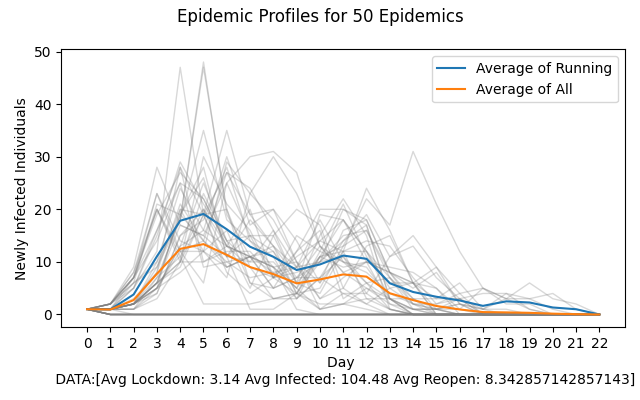 Epidemic Profiles for 50 Epidemics
Newly Infected Individuals
50
40
30
20
10
0
Average of Running
Average of All
0 1 2 3 4 5 6 7 8 9 10 11 12 13 14 15 16 17 18 19 20 21 22
Day
DATA:[Avg Lockdown: 3.14 Avg Infected: 104.48 Avg Reopen: 8.342857142857143]